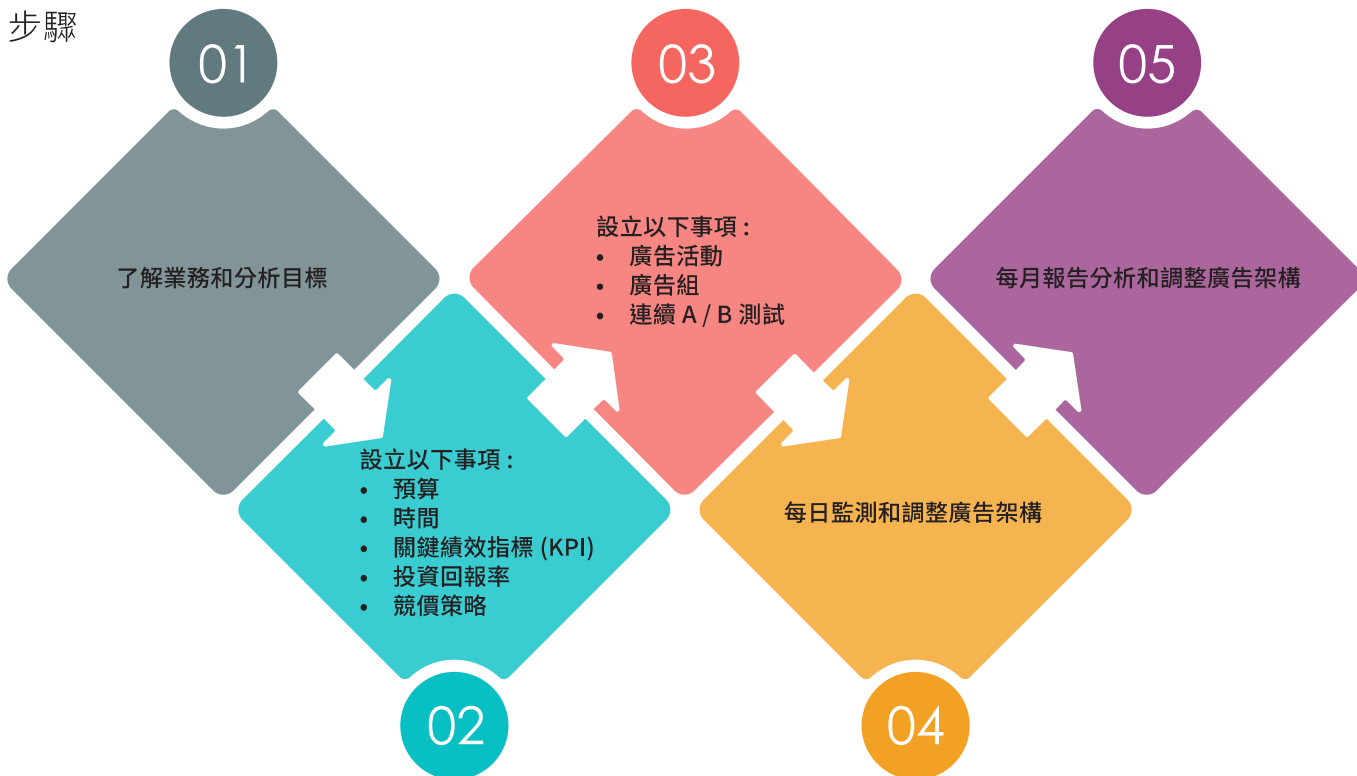 步驟
01
了解業務和分析目標
02
設立以下事項 :
• 預算
• 時間
• 關鍵績效指標 (KPI)
• 投資回報率
• 競價策略
03
設立以下事項 :
• 廣告活動
• 廣告組
• 連續 A / B 測試
04
每日監測和調整廣告架構
05
每月報告分析和調整廣告架構